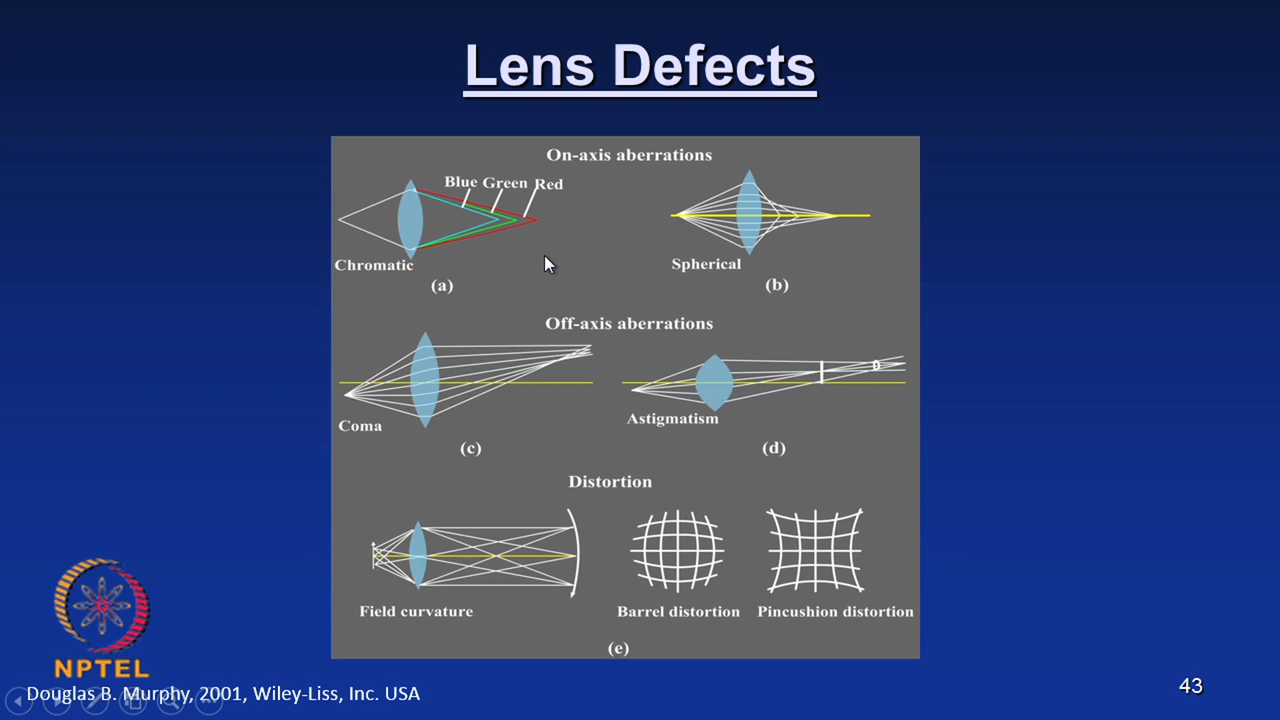 Lens Defects
On-axis aberrations
Blue Green Red
Chromatic
(a)
Spherical
(b)
Off-axis aberrations
Coma
(c)
Astigmatism
(d)
Distortion
Field curvature
Barrel distortion
Pincushion distortion
(e)
NPTEL
Douglas B. Murphy, 2001, Wiley-Liss, Inc. USA
43